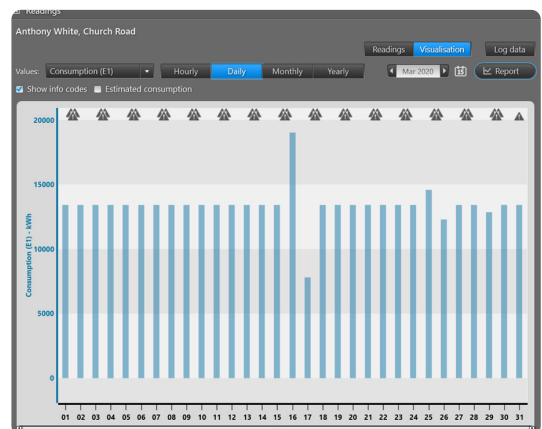 Readings
Anthony White, Church Road
Readings Visualisation Log data
Values: Consumption (E1) Hourly Daily Monthly Yearly Mar 2020 Report
Show info codes Estimated consumption
20000
15000
10000
5000
0
Consumption (E1) - kWh
01 02 03 04 05 06 07 08 09 10 11 12 13 14 15 16 17 18 19 20 21 22 23 24 25 26 27 28 29 30 31